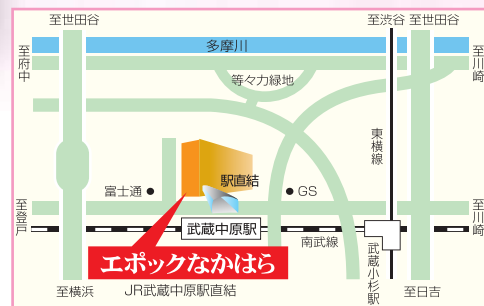 至世田谷
至渋谷
至世田谷
多摩川
至府中
至川崎
等々力緑地
東横線
駅直結
富士通
GS
至登戸
至川崎
武蔵中原駅
南武線
エポックなかはら
武蔵小杉駅
至横浜
JR武蔵中原駅直結
至日吉